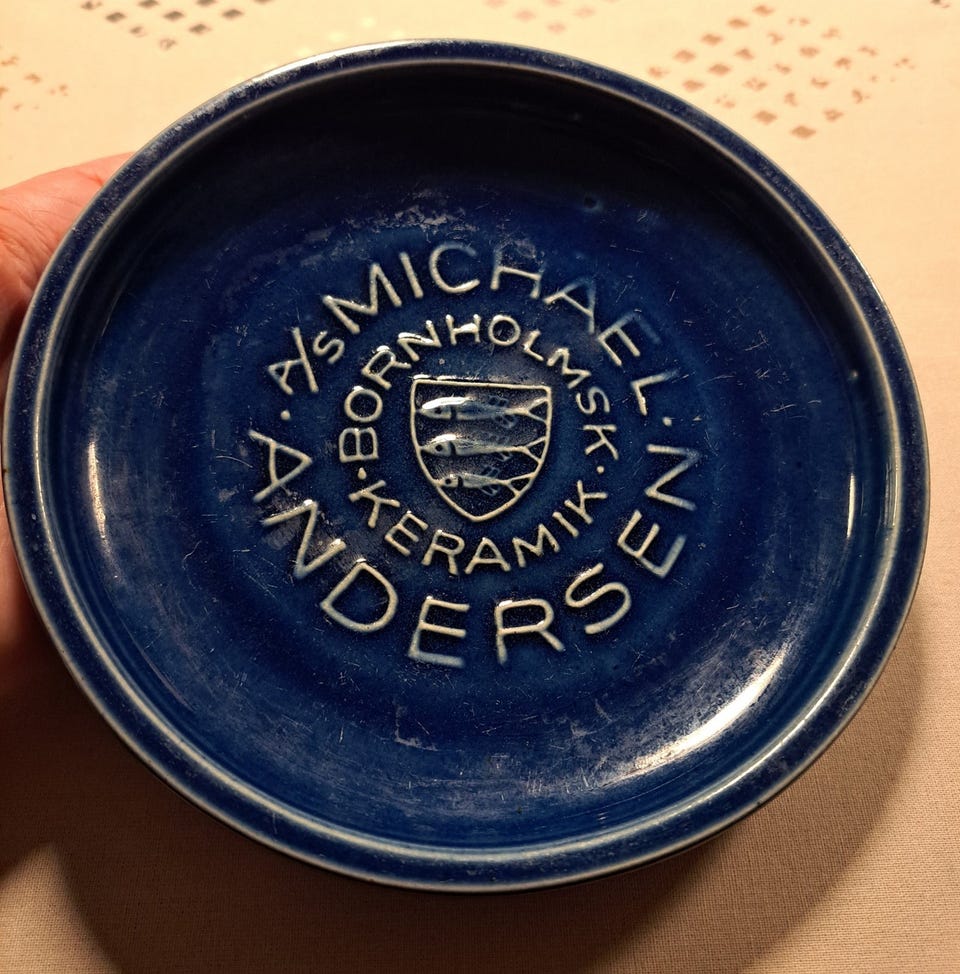 A/S MICHAEL.
ANDERSEN.
BORNHOLMSK.
KERAMIK.